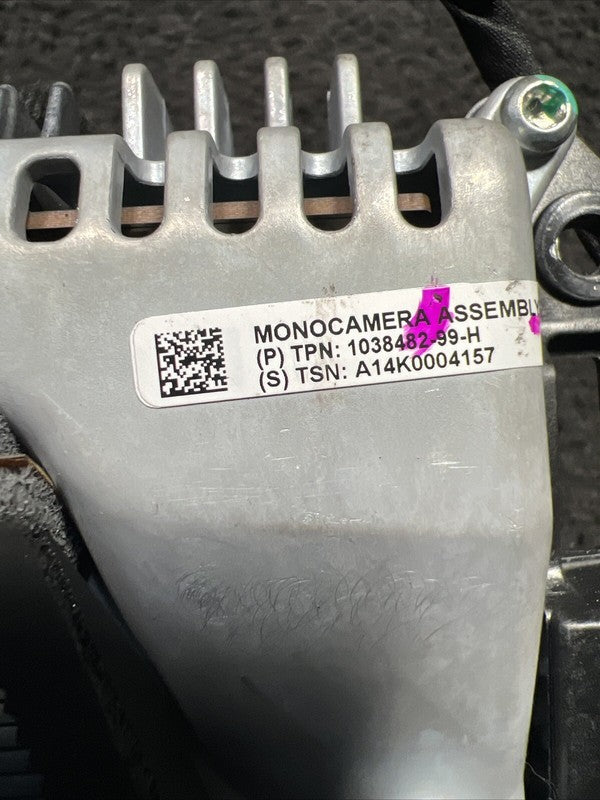 MONOCAMERA ASSEMBLY
(P) TPN: 1038482-99-H
(S) TSN: A14K0004157